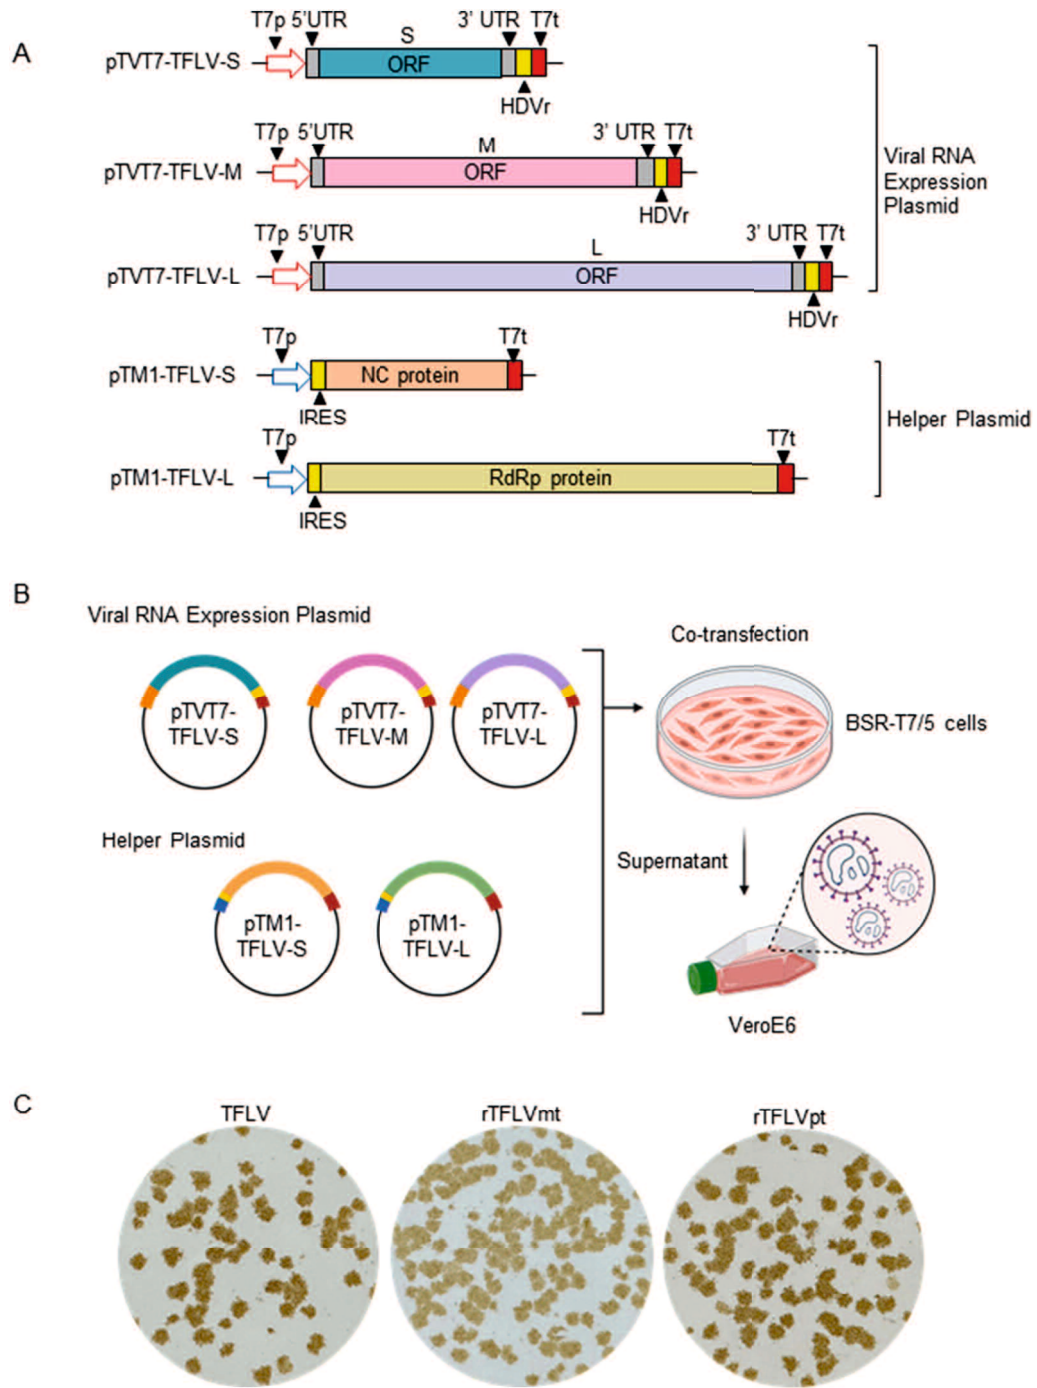 A
T7p 5'UTR 3' UTR T7t
S
pTVT7-TFLV-S
ORF
HDVr
T7p 5'UTR 3' UTR T7t
M
pTVT7-TFLV-M
ORF
HDVr
T7p 5'UTR 3' UTR T7t
L
pTVT7-TFLV-L
ORF
HDVr
Viral RNA
Expression
Plasmid
T7p T7t
pTM1-TFLV-S
NC protein
IRES
T7p T7t
pTM1-TFLV-L
RdRp protein
IRES
Helper Plasmid
B
Viral RNA Expression Plasmid
pTVT7-
TFLV-S
pTVT7-
TFLV-M
pTVT7-
TFLV-L
Helper Plasmid
pTM1-
TFLV-S
pTM1-
TFLV-L
Co-transfection
BSR-T7/5 cells
Supernatant
VeroE6
C
TFLV
rTFLVmt
rTFLVpt